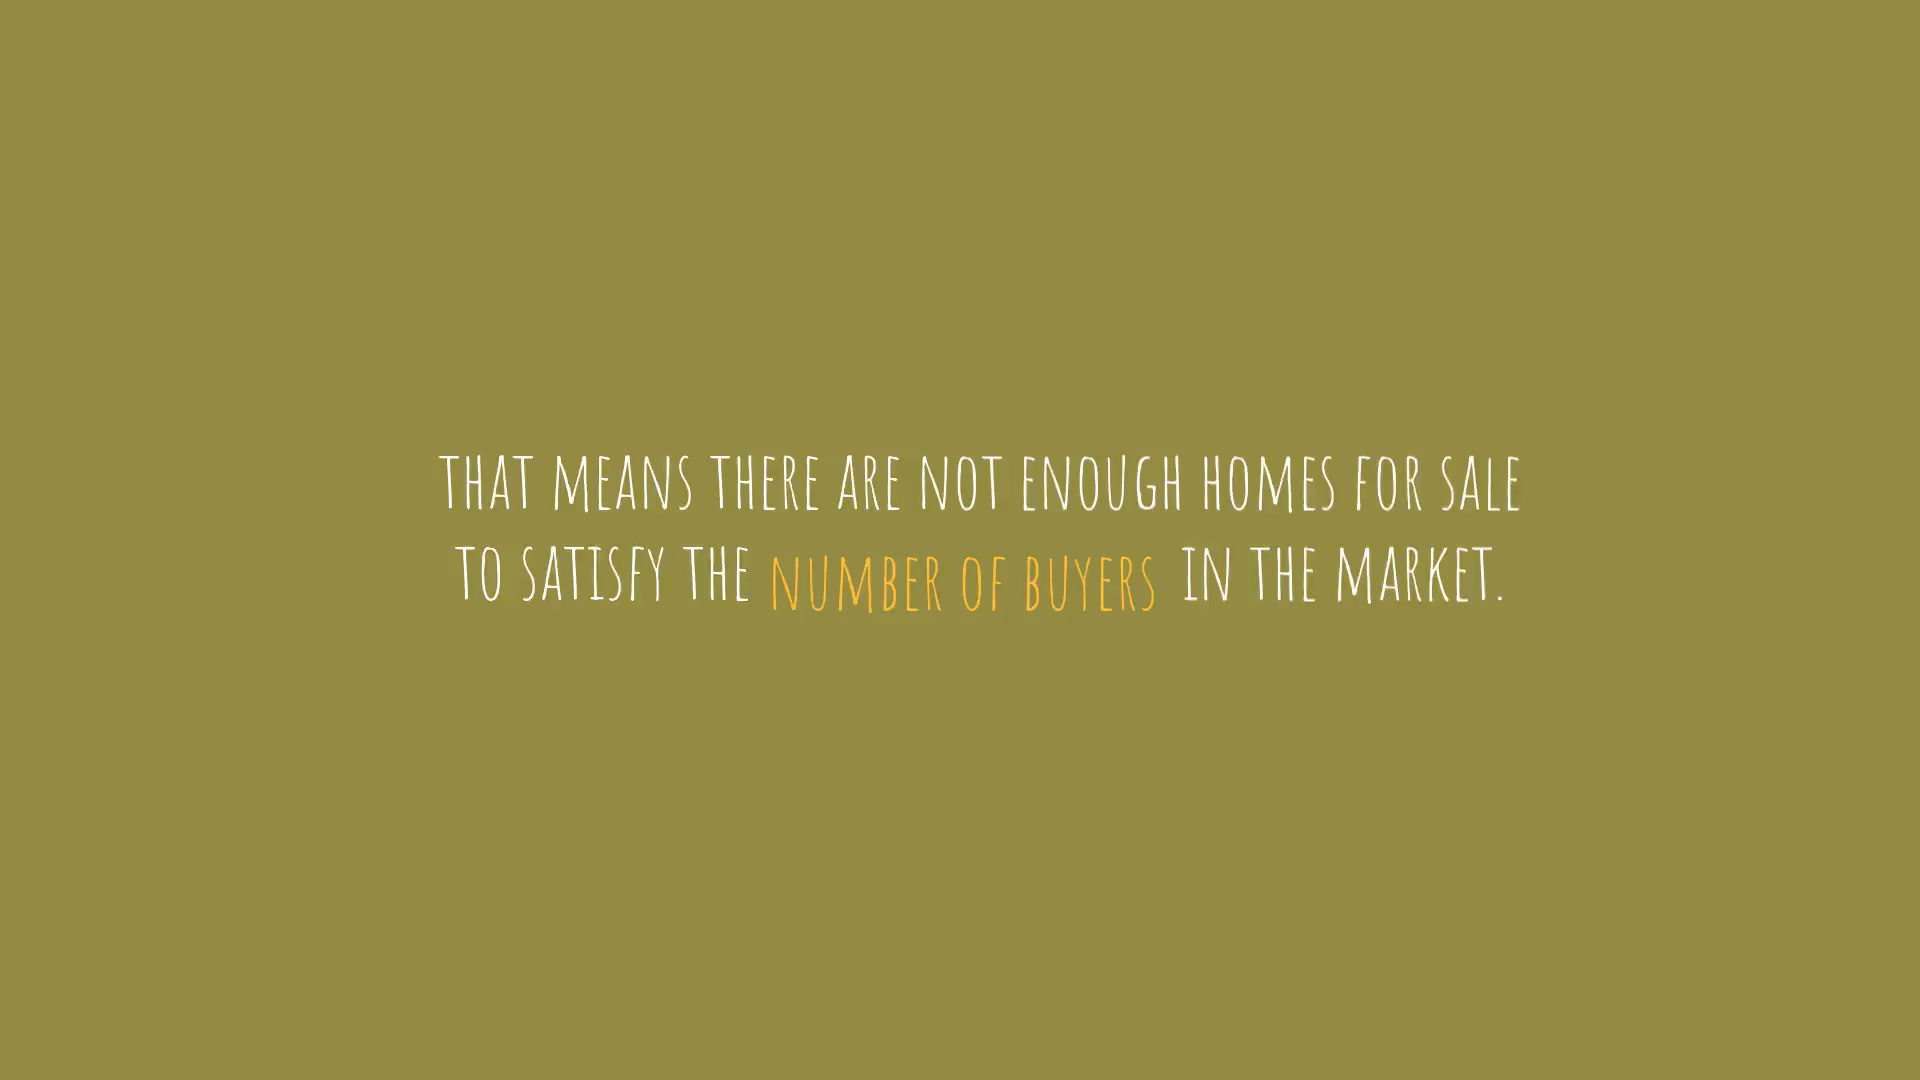 THAT MEANS THERE ARE NOT ENOUGH HOMES FOR SALE
TO SATISFY THE NUMBER OF BUYERS IN THE MARKET.